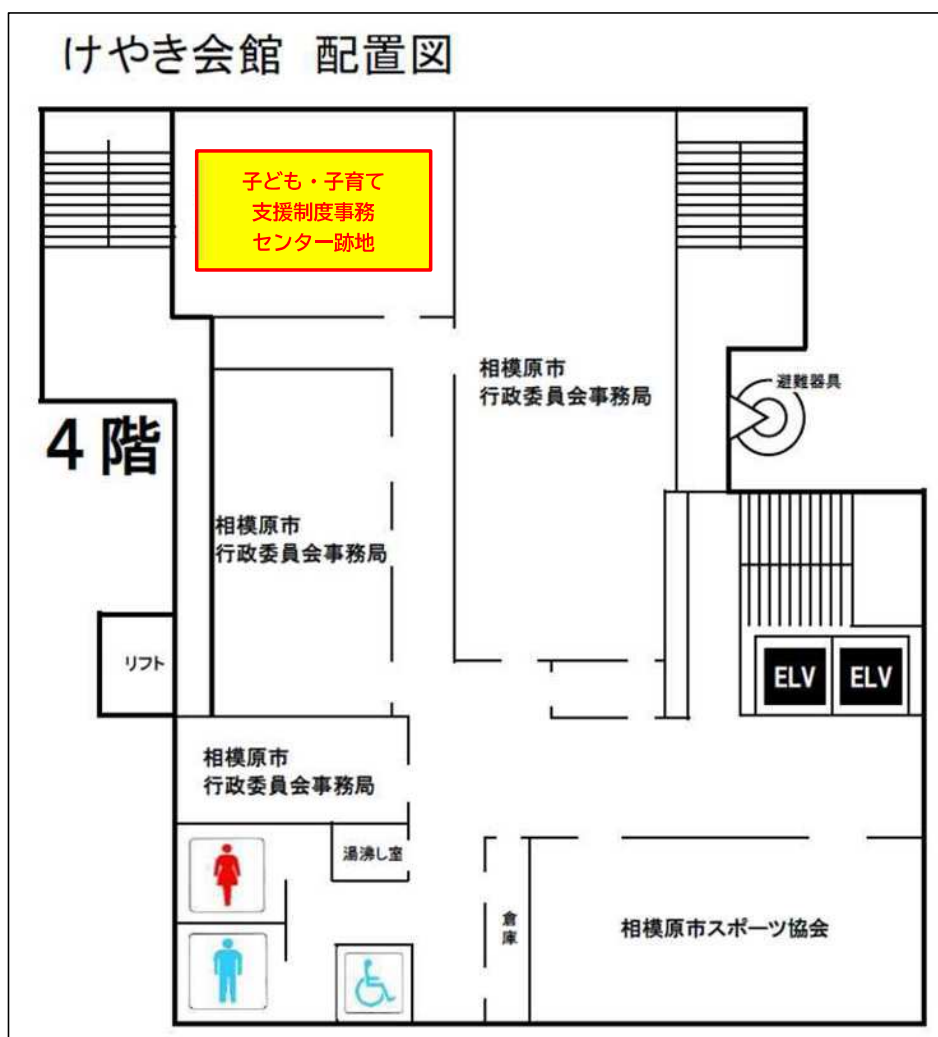 けやき会館 配置図
子ども・子育て
支援制度事務
センター跡地
相模原市
行政委員会事務局
避難器具
4階
相模原市
行政委員会事務局
リフト
ELV
ELV
相模原市
行政委員会事務局
湯沸し室
倉庫
相模原市スポーツ協会